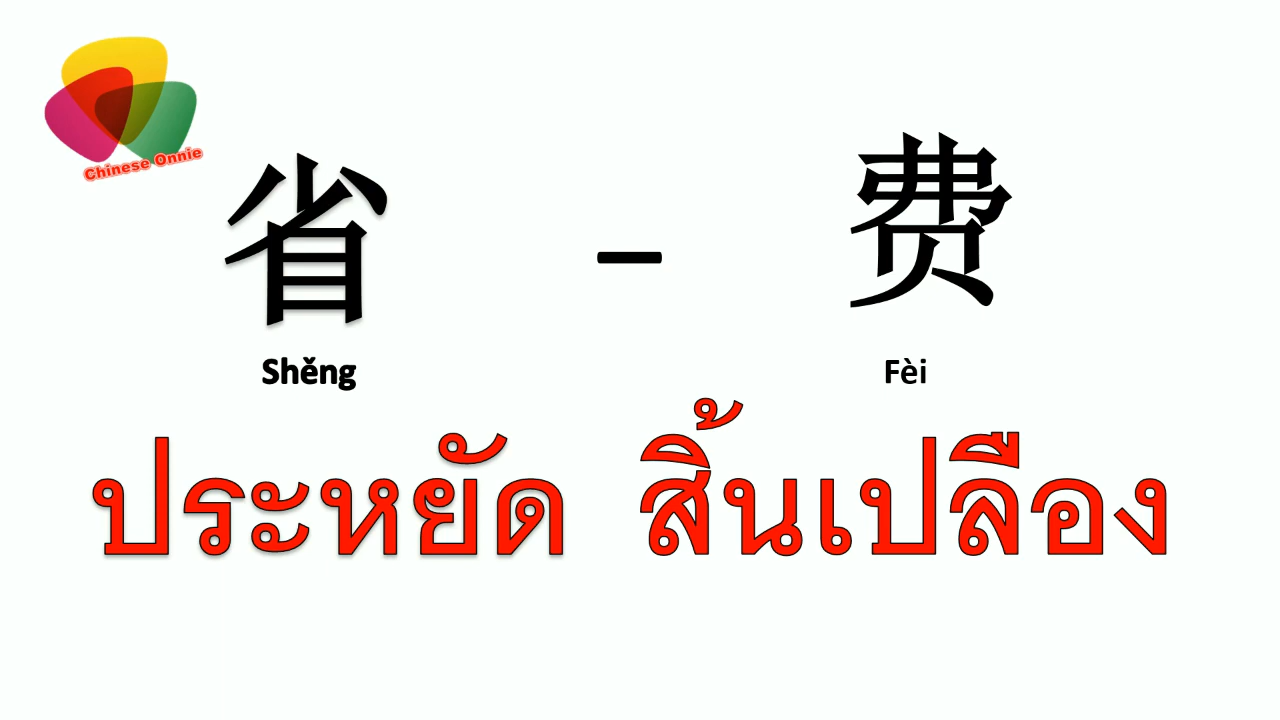 Chinese Onnie
省 – 费
Shěng Fèi
ประหยัด สิ้นเปลือง